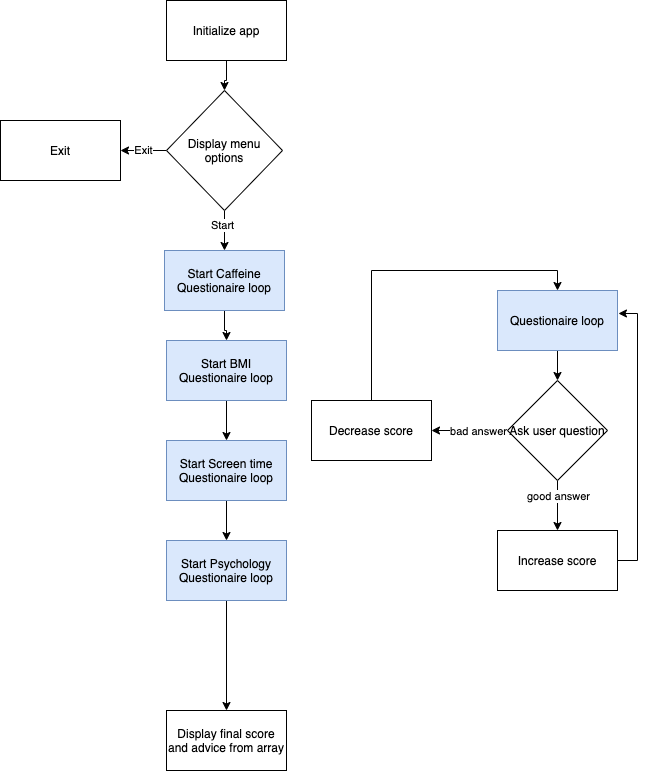 Initialize app
Display menu
options
Exit
Exit
Start
Start Caffeine
Questionaire loop
Start BMI
Questionaire loop
Start Screen time
Questionaire loop
Start Psychology
Questionaire loop
Display final score
and advice from array
Questionaire loop
Ask user question
bad answer
Decrease score
good answer
Increase score